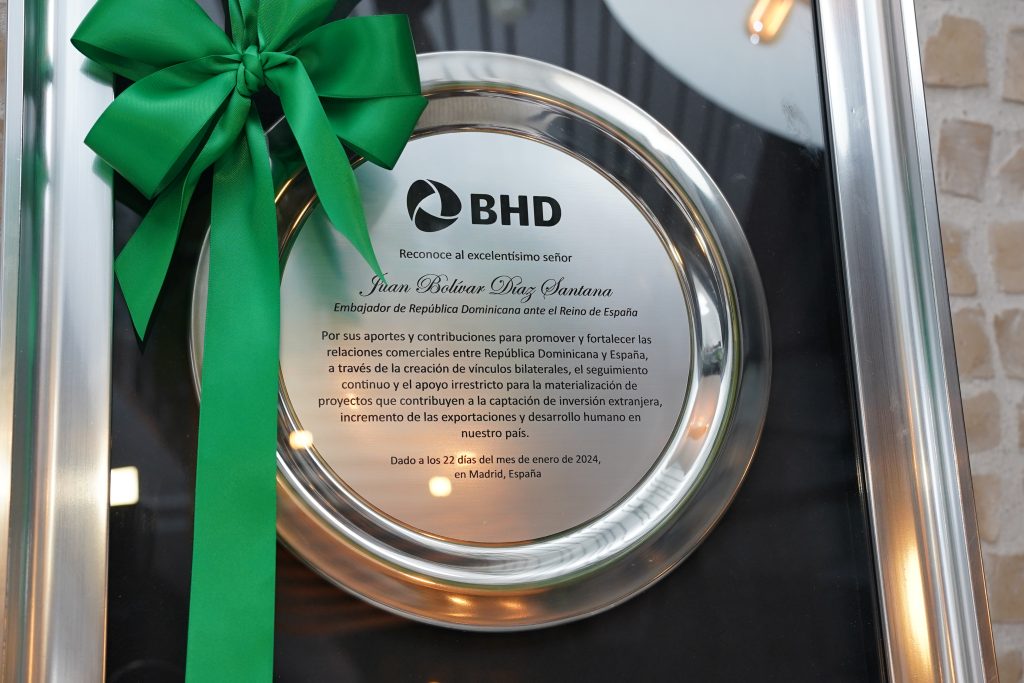 BHD
Reconoce al excelentísimo señor
Juan Bolívar Díaz Santana
Embajador de República Dominicana ante el Reino de España
Por sus aportes y contribuciones para promover y fortalecer las
relaciones comerciales entre República Dominicana y España,
a través de la creación de vínculos bilaterales, el seguimiento
continuo y el apoyo irrestricto para la materialización de
proyectos que contribuyen a la captación de inversión extranjera,
incremento de las exportaciones y desarrollo humano en
nuestro país.
Dado a los 22 días del mes de enero de 2024,
en Madrid, España